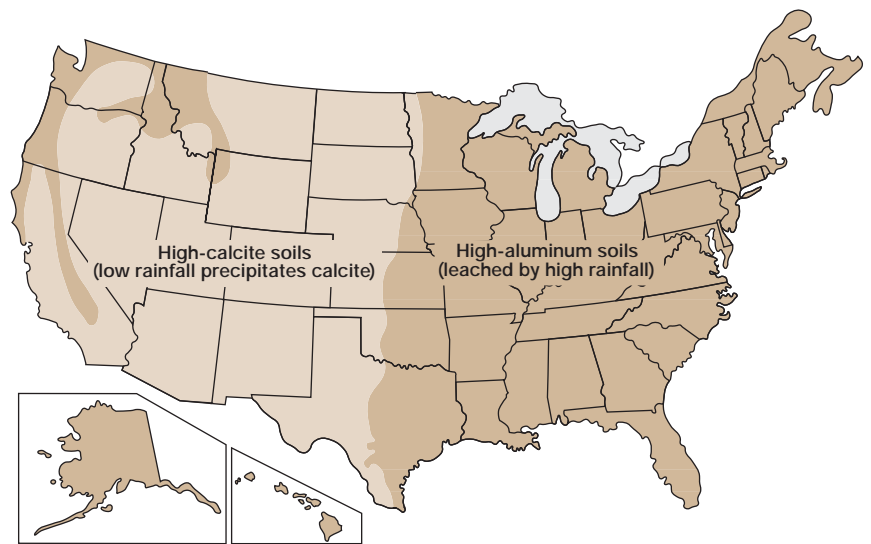 High-calcite soils
(low rainfall precipitates calcite)
High-aluminum soils
(leached by high rainfall)